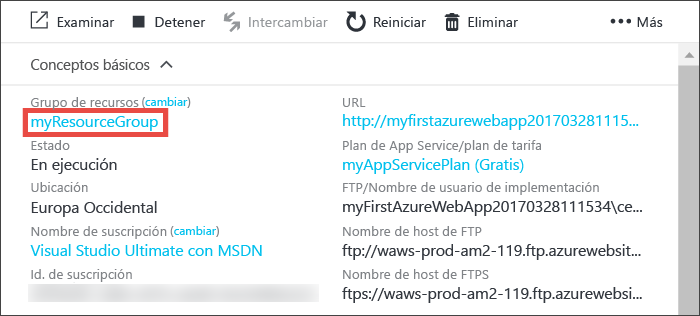 Examinar Detener Intercambiar Reiniciar Eliminar ••• Más
Conceptos básicos
Grupo de recursos (cambiar)
myResourceGroup
Estado
En ejecución
Ubicación
Europa Occidental
Nombre de suscripción (cambiar)
Visual Studio Ultimate con MSDN
Id. de suscripción
URL
http://myfirstazurewebapp201703281115...
Plan de App Service/plan de tarifa
myAppServicePlan (Gratis)
FTP/Nombre de usuario de implementación
myFirstAzureWebApp20170328111534\ce...
Nombre de host de FTP
ftp://waws-prod-am2-119.ftp.azurewebsit...
Nombre de host de FTPS
ftps://waws-prod-am2-119.ftp.azurewebsi...